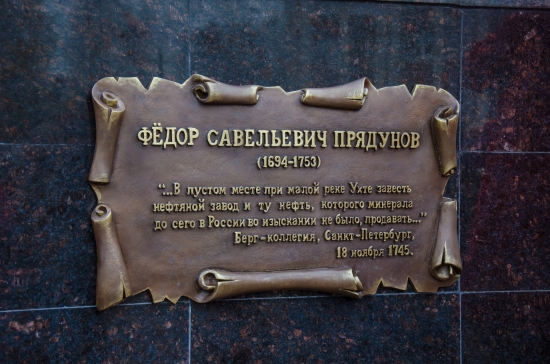 ФЁДОР САВЕЛЬЕВИЧ ПРЯДУНОВ
(1694-1753)
"...В пустом месте при малой реке Ухте завесть
нефтяной завод и ту нефть, которого минерала
до сего в России во изыскании не было, продавать..."
Берг-коллегия, Санкт-Петербург,
18 ноября 1745.